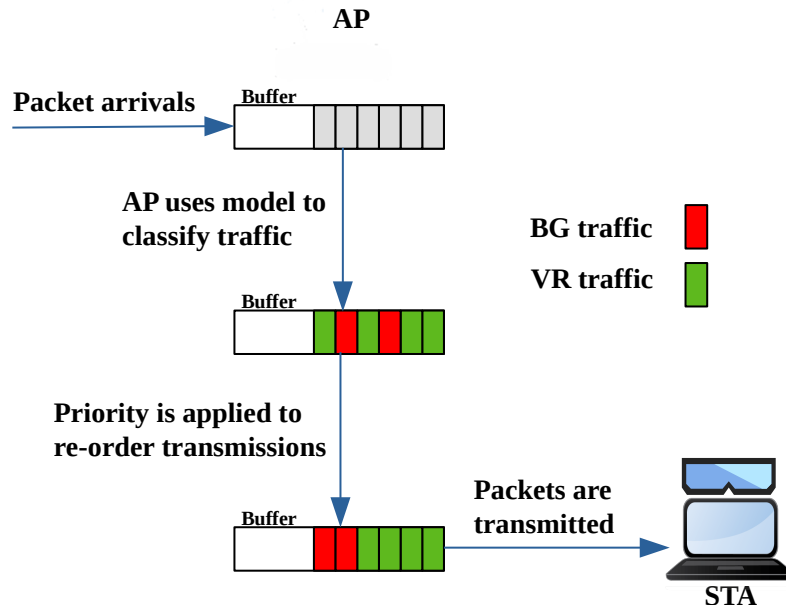 AP
Buffer
Packet arrivals
AP uses model to
classify traffic
BG traffic
VR traffic
Buffer
Priority is applied to
re-order transmissions
Buffer
Packets are
transmitted
STA